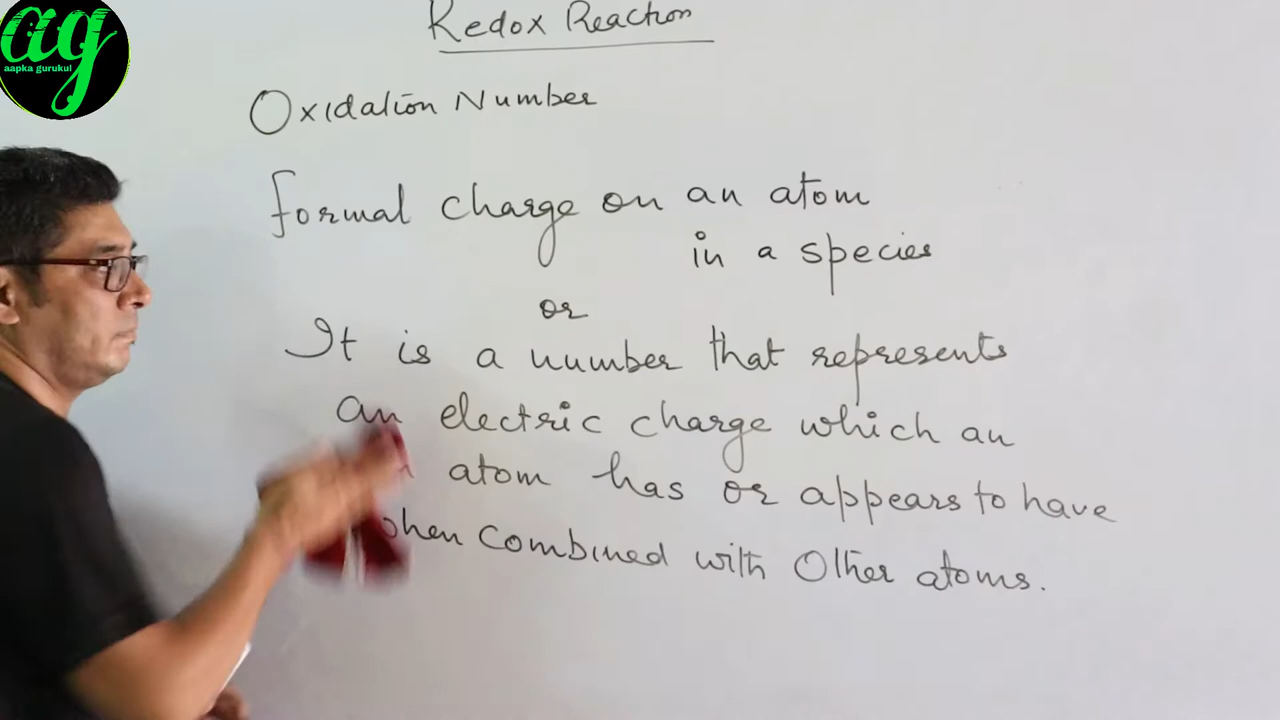 ag
aapka gurukul
Redox Reaction
Oxidation Number
formal charge on an atom
in a species
or
It is a number that represents
an electric charge which an
atom has or appears to have
when combined with Other atoms.